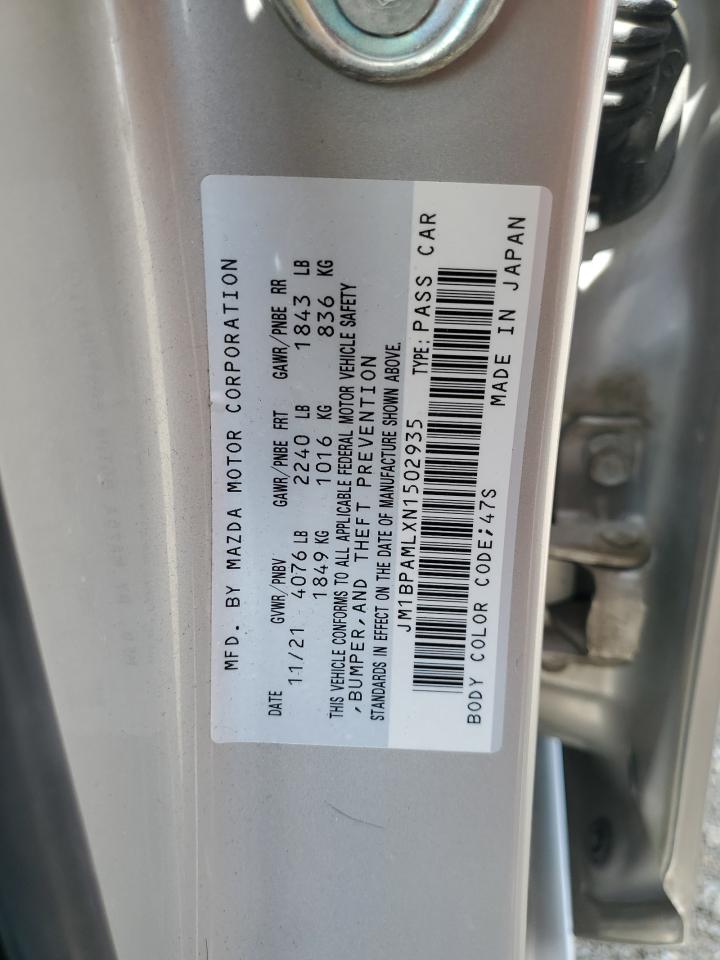 MFD. BY MAZDA MOTOR CORPORATION
DATE GVWR/PNBV GAWR/PNBE FRT GAWR/PNBE RR
11/21 4076 LB 2240 LB 1843 LB
1849 KG 1016 KG 836 KG
THIS VEHICLE CONFORMS TO ALL APPLICABLE FEDERAL MOTOR VEHICLE SAFETY
,BUMPER,AND THEFT PREVENTION
STANDARDS IN EFFECT ON THE DATE OF MANUFACTURE SHOWN ABOVE.
JM1BPAMLXN1502935 TYPE: PASS CAR
BODY COLOR CODE;47S
MADE IN JAPAN